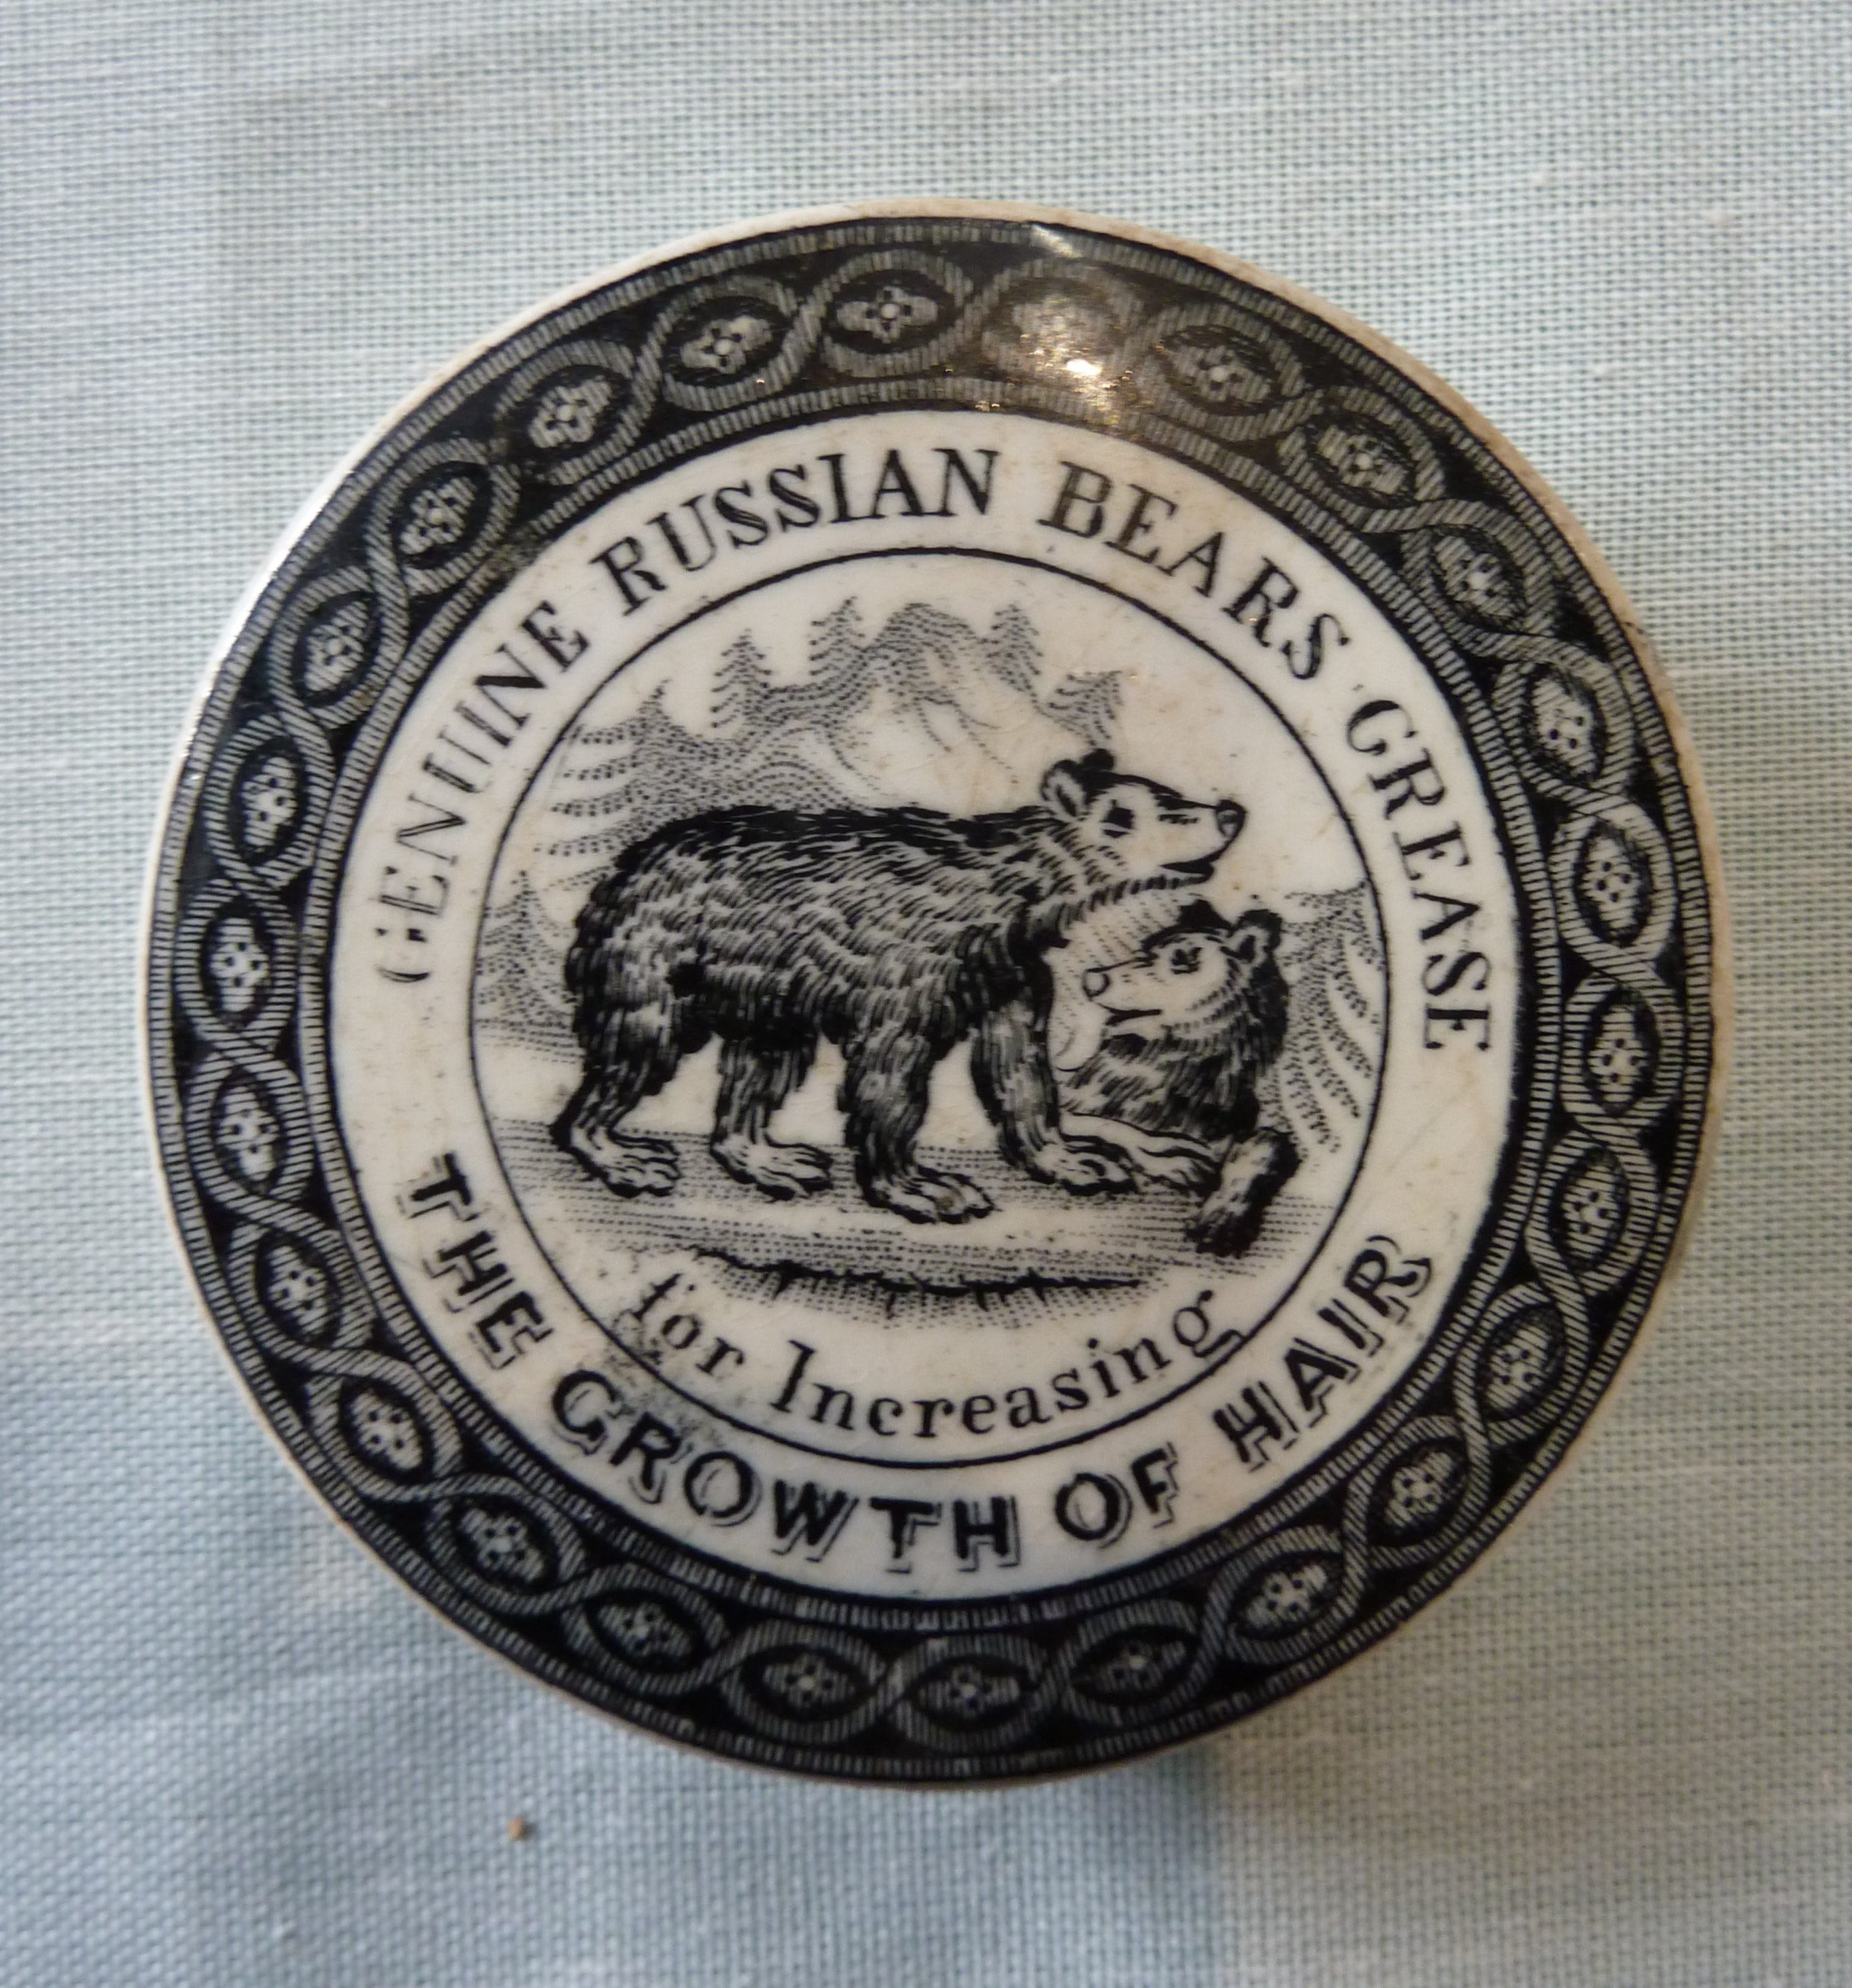 GENUINE RUSSIAN BEARS GREASE
for Increasing
THE GROWTH OF HAIR